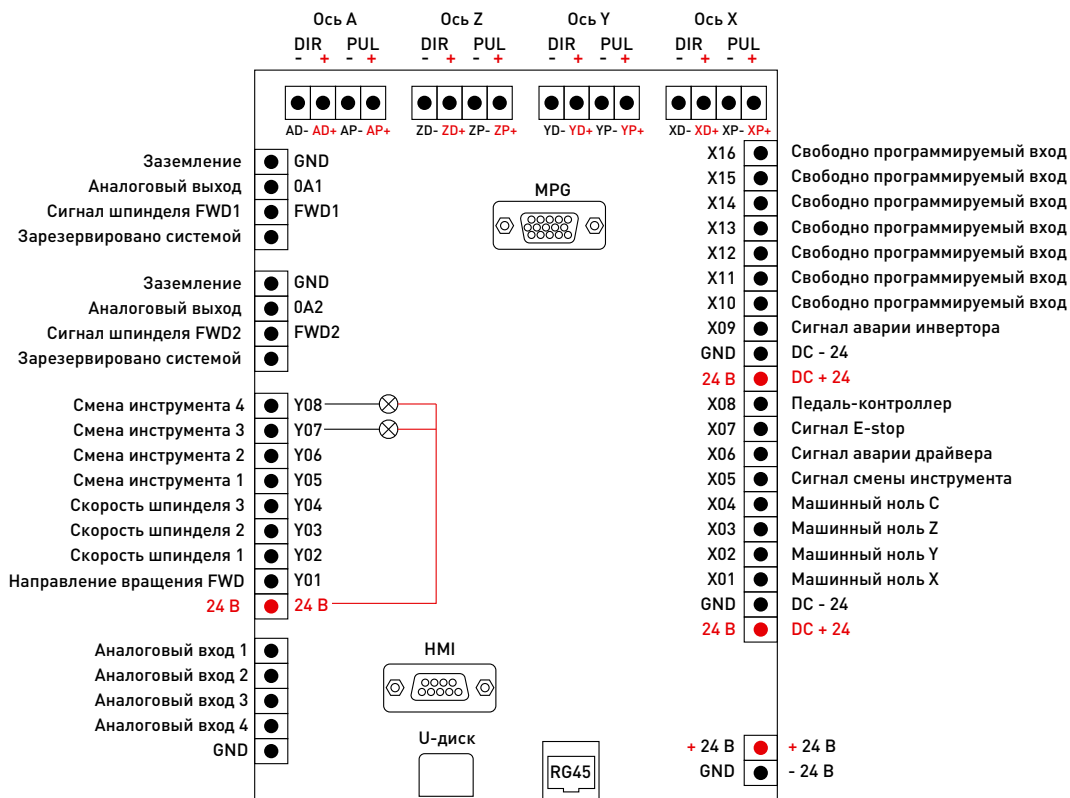 Ось A Ось Z Ось Y Ось X
DIR PUL DIR PUL DIR PUL DIR PUL
- + - + - + - + - + - + - + - +
AD- AD+ AP- AP+ ZD- ZD+ ZP- ZP+ YD- YD+ YP- YP+ XD- XD+ XP- XP+
Заземление GND
Аналоговый выход 0A1
Сигнал шпинделя FWD1 FWD1
Зарезервировано системой
Заземление GND
Аналоговый выход 0A2
Сигнал шпинделя FWD2 FWD2
Зарезервировано системой
Смена инструмента 4 Y08
Смена инструмента 3 Y07
Смена инструмента 2 Y06
Смена инструмента 1 Y05
Скорость шпинделя 3 Y04
Скорость шпинделя 2 Y03
Скорость шпинделя 1 Y02
Направление вращения FWD Y01
24 В 24 В
Аналоговый вход 1
Аналоговый вход 2
Аналоговый вход 3
Аналоговый вход 4
GND
MPG
HMI
U-диск
RG45
X16 Свободно программируемый вход
X15 Свободно программируемый вход
X14 Свободно программируемый вход
X13 Свободно программируемый вход
X12 Свободно программируемый вход
X11 Свободно программируемый вход
X10 Свободно программируемый вход
X09 Сигнал аварии инвертора
GND DC - 24
24 В DC + 24
X08 Педаль-контроллер
X07 Сигнал E-stop
X06 Сигнал аварии драйвера
X05 Сигнал смены инструмента
X04 Машинный ноль C
X03 Машинный ноль Z
X02 Машинный ноль Y
X01 Машинный ноль X
GND DC - 24
24 В DC + 24
+ 24 В + 24 В
GND - 24 В